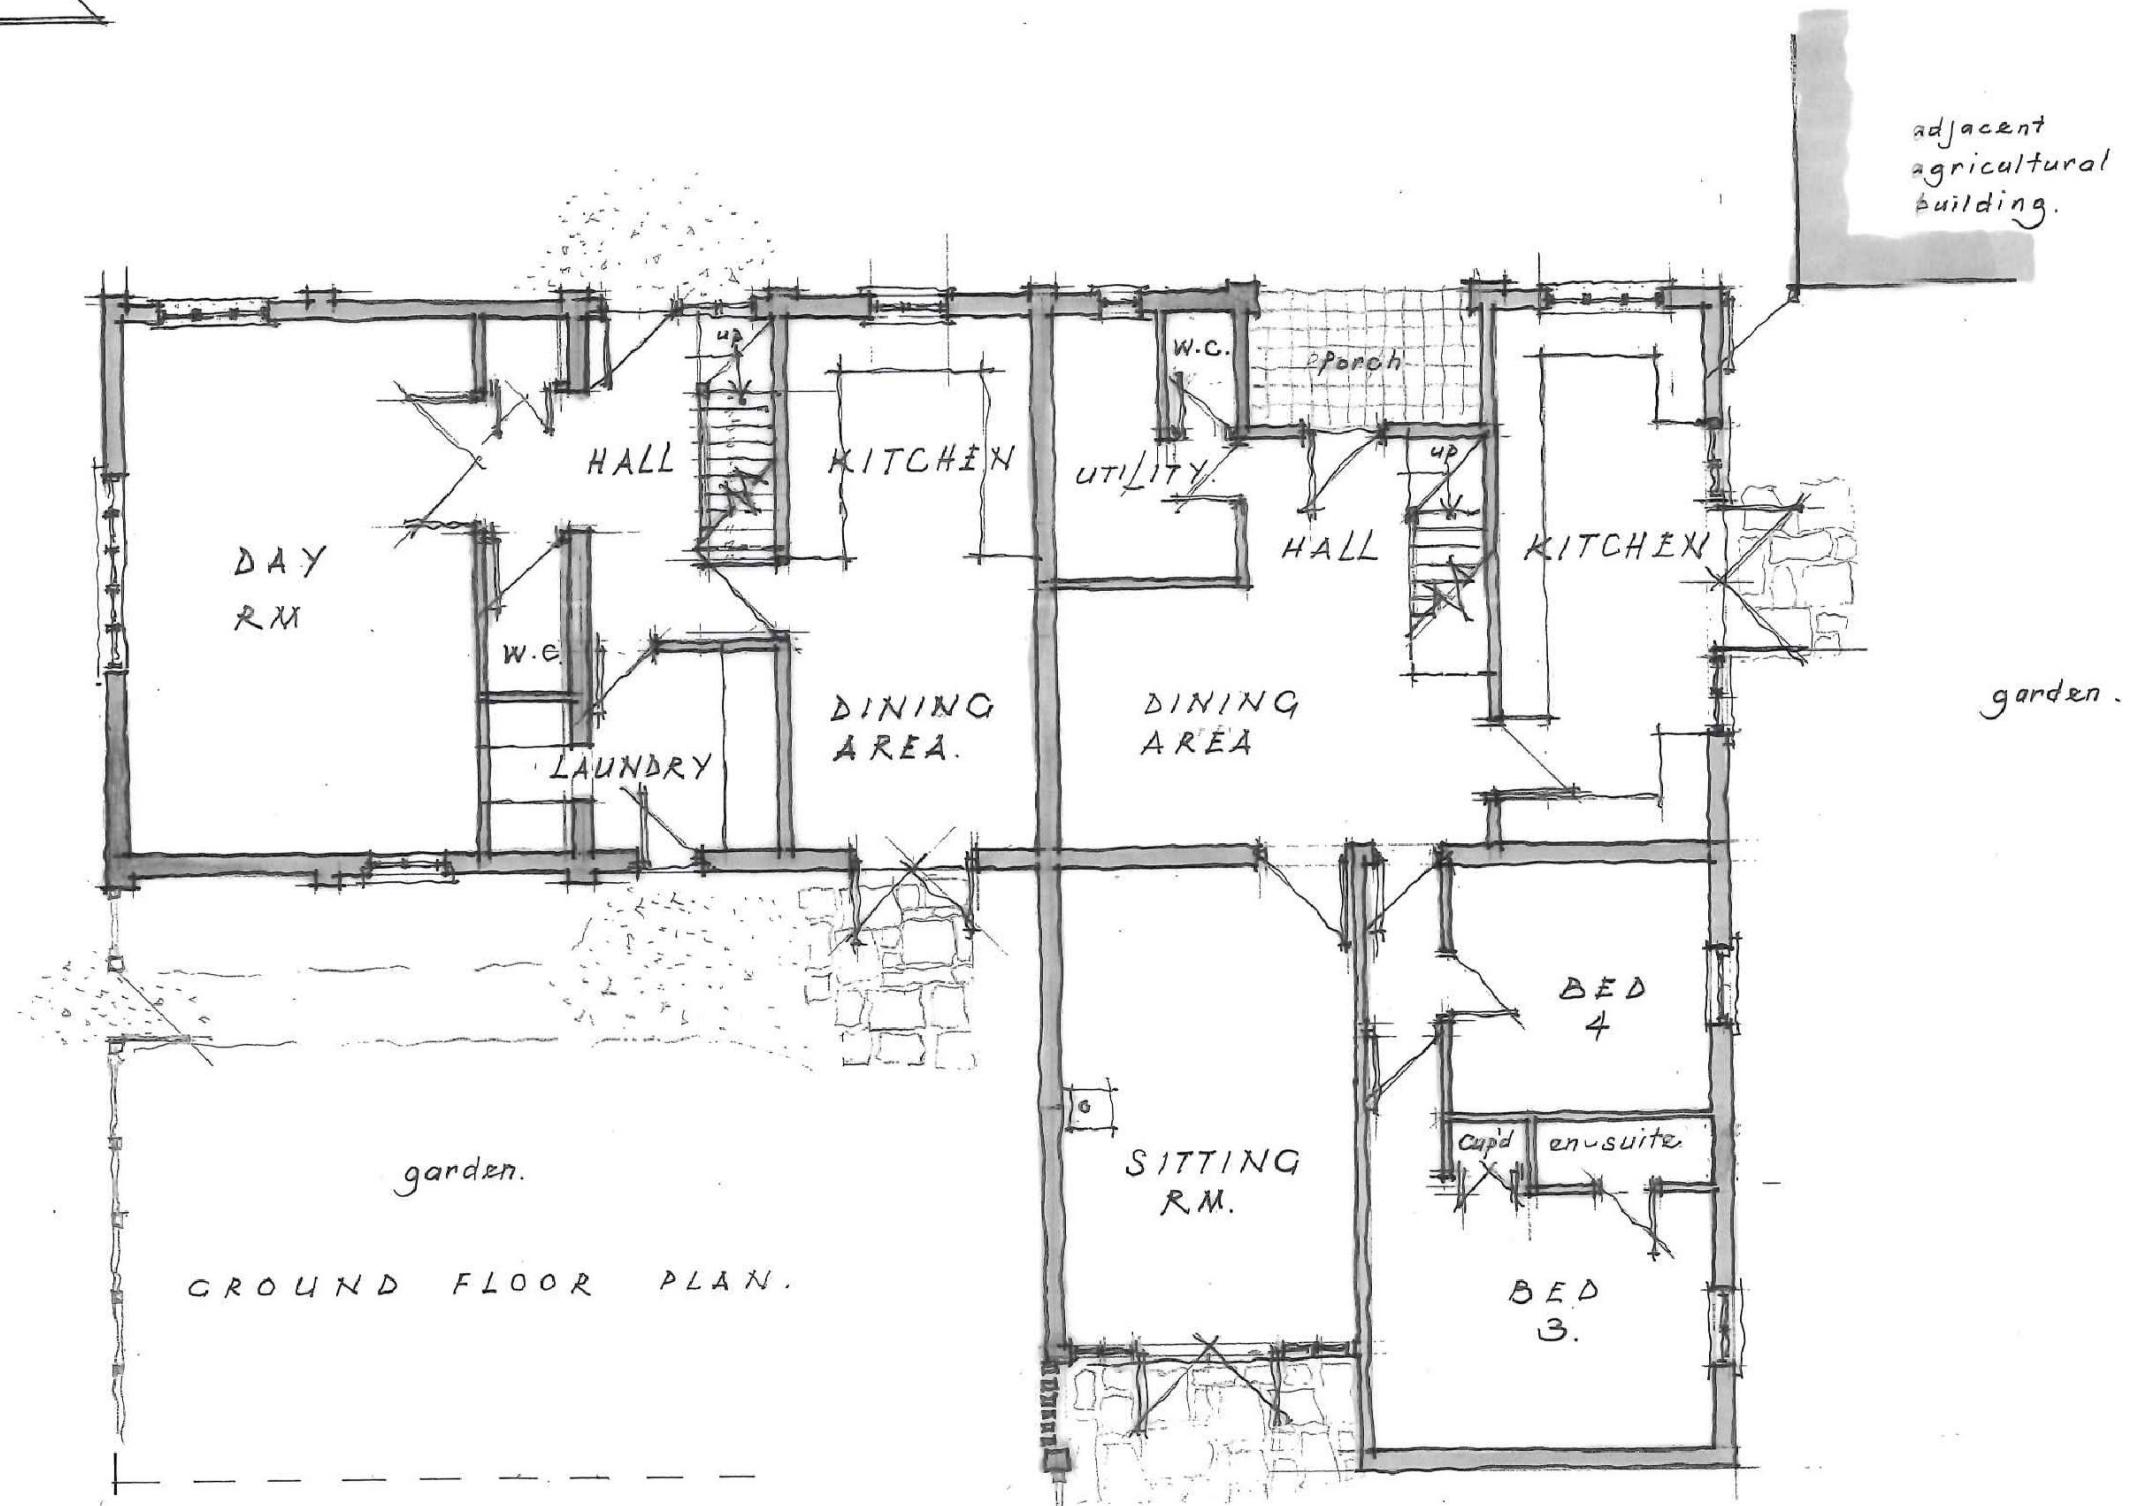 adjacent
agricultural
building.
up
W.C.
Porch
HALL
KITCHEN
UTILITY.
up
DAY
RM
HALL
KITCHEN
W.C.
DINING
AREA.
DINING
AREA
garden.
LAUNDRY
BED
4
cup'd
en-suite
SITTING
RM.
garden.
BED
3.
GROUND FLOOR PLAN.